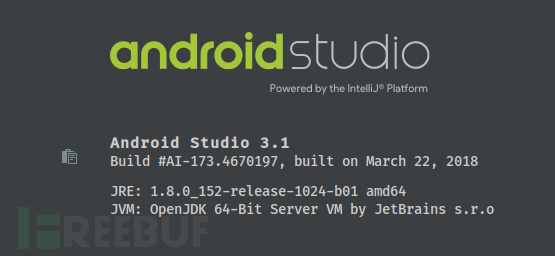 androidstudio
Powered by the IntelliJ® Platform
Android Studio 3.1
Build #AI-173.4670197, built on March 22, 2018
JRE: 1.8.0_152-release-1024-b01 amd64
JVM: OpenJDK 64-Bit Server VM by JetBrains s.r.o
FREEBUF